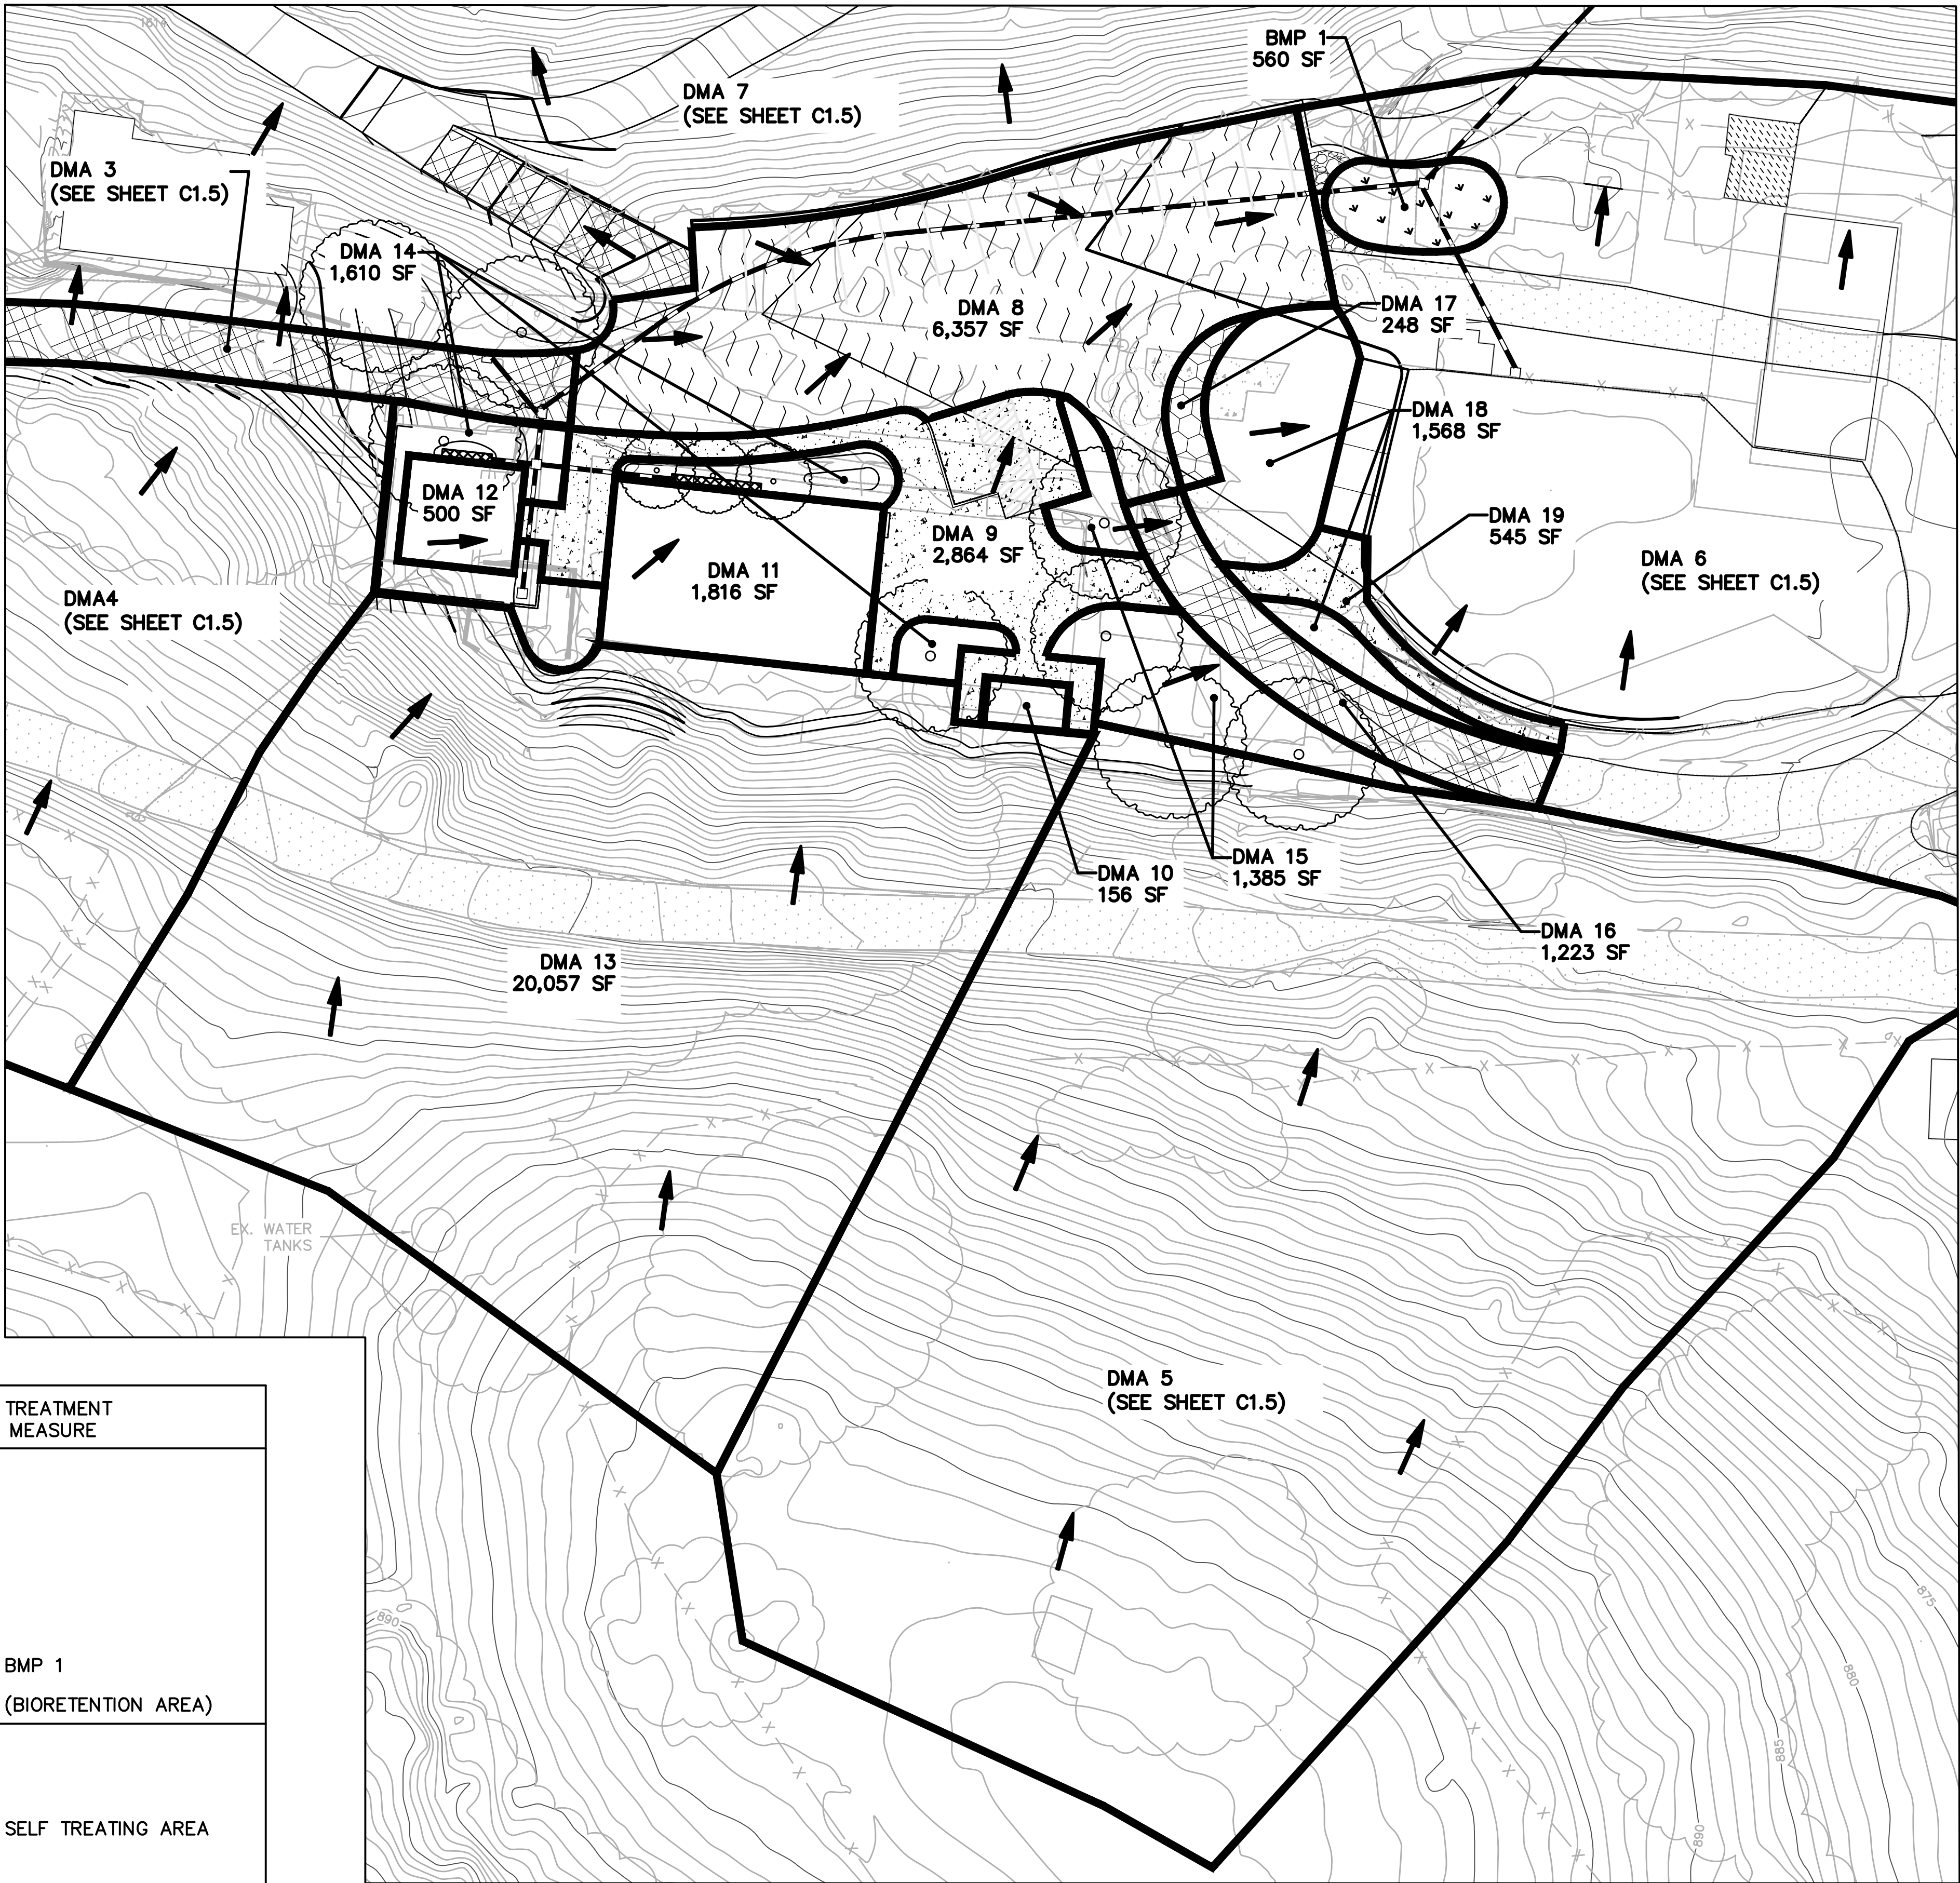 1614
BMP 1
560 SF
DMA 7
(SEE SHEET C1.5)
DMA 3
(SEE SHEET C1.5)
DMA 14
1,610 SF
DMA 8
6,357 SF
DMA 17
248 SF
DMA 18
1,568 SF
DMA 12
500 SF
DMA 9
2,864 SF
DMA 19
545 SF
DMA 6
(SEE SHEET C1.5)
DMA 11
1,816 SF
DMA4
(SEE SHEET C1.5)
DMA 10
156 SF
DMA 15
1,385 SF
DMA 16
1,223 SF
DMA 13
20,057 SF
EX. WATER
TANKS
DMA 5
(SEE SHEET C1.5)
TREATMENT
MEASURE
BMP 1
(BIORETENTION AREA)
SELF TREATING AREA
890
875
880
885
890